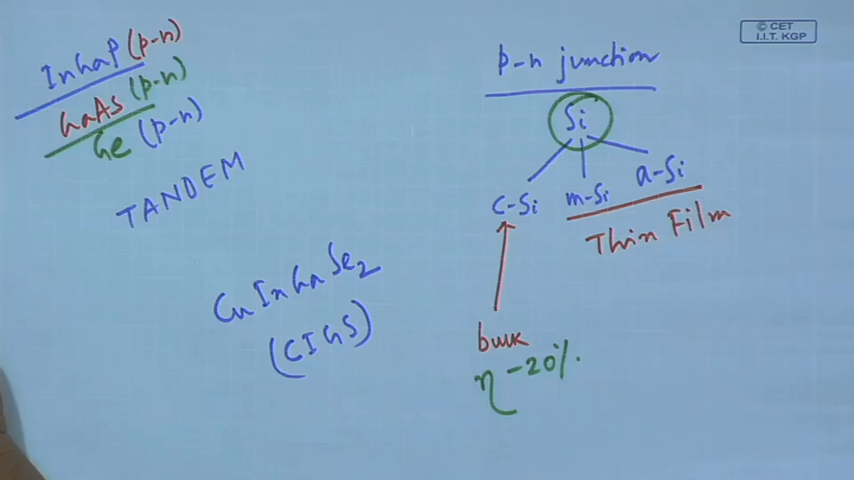 InGaP (p-n)
GaAs (p-n)
Ge (p-n)
TANDEM
CuInGaSe2
(CIGS)
© CET
I.I.T. KGP
p-n junction
Si
c-Si m-Si a-Si
Thin Film
bulk
η ~20%.